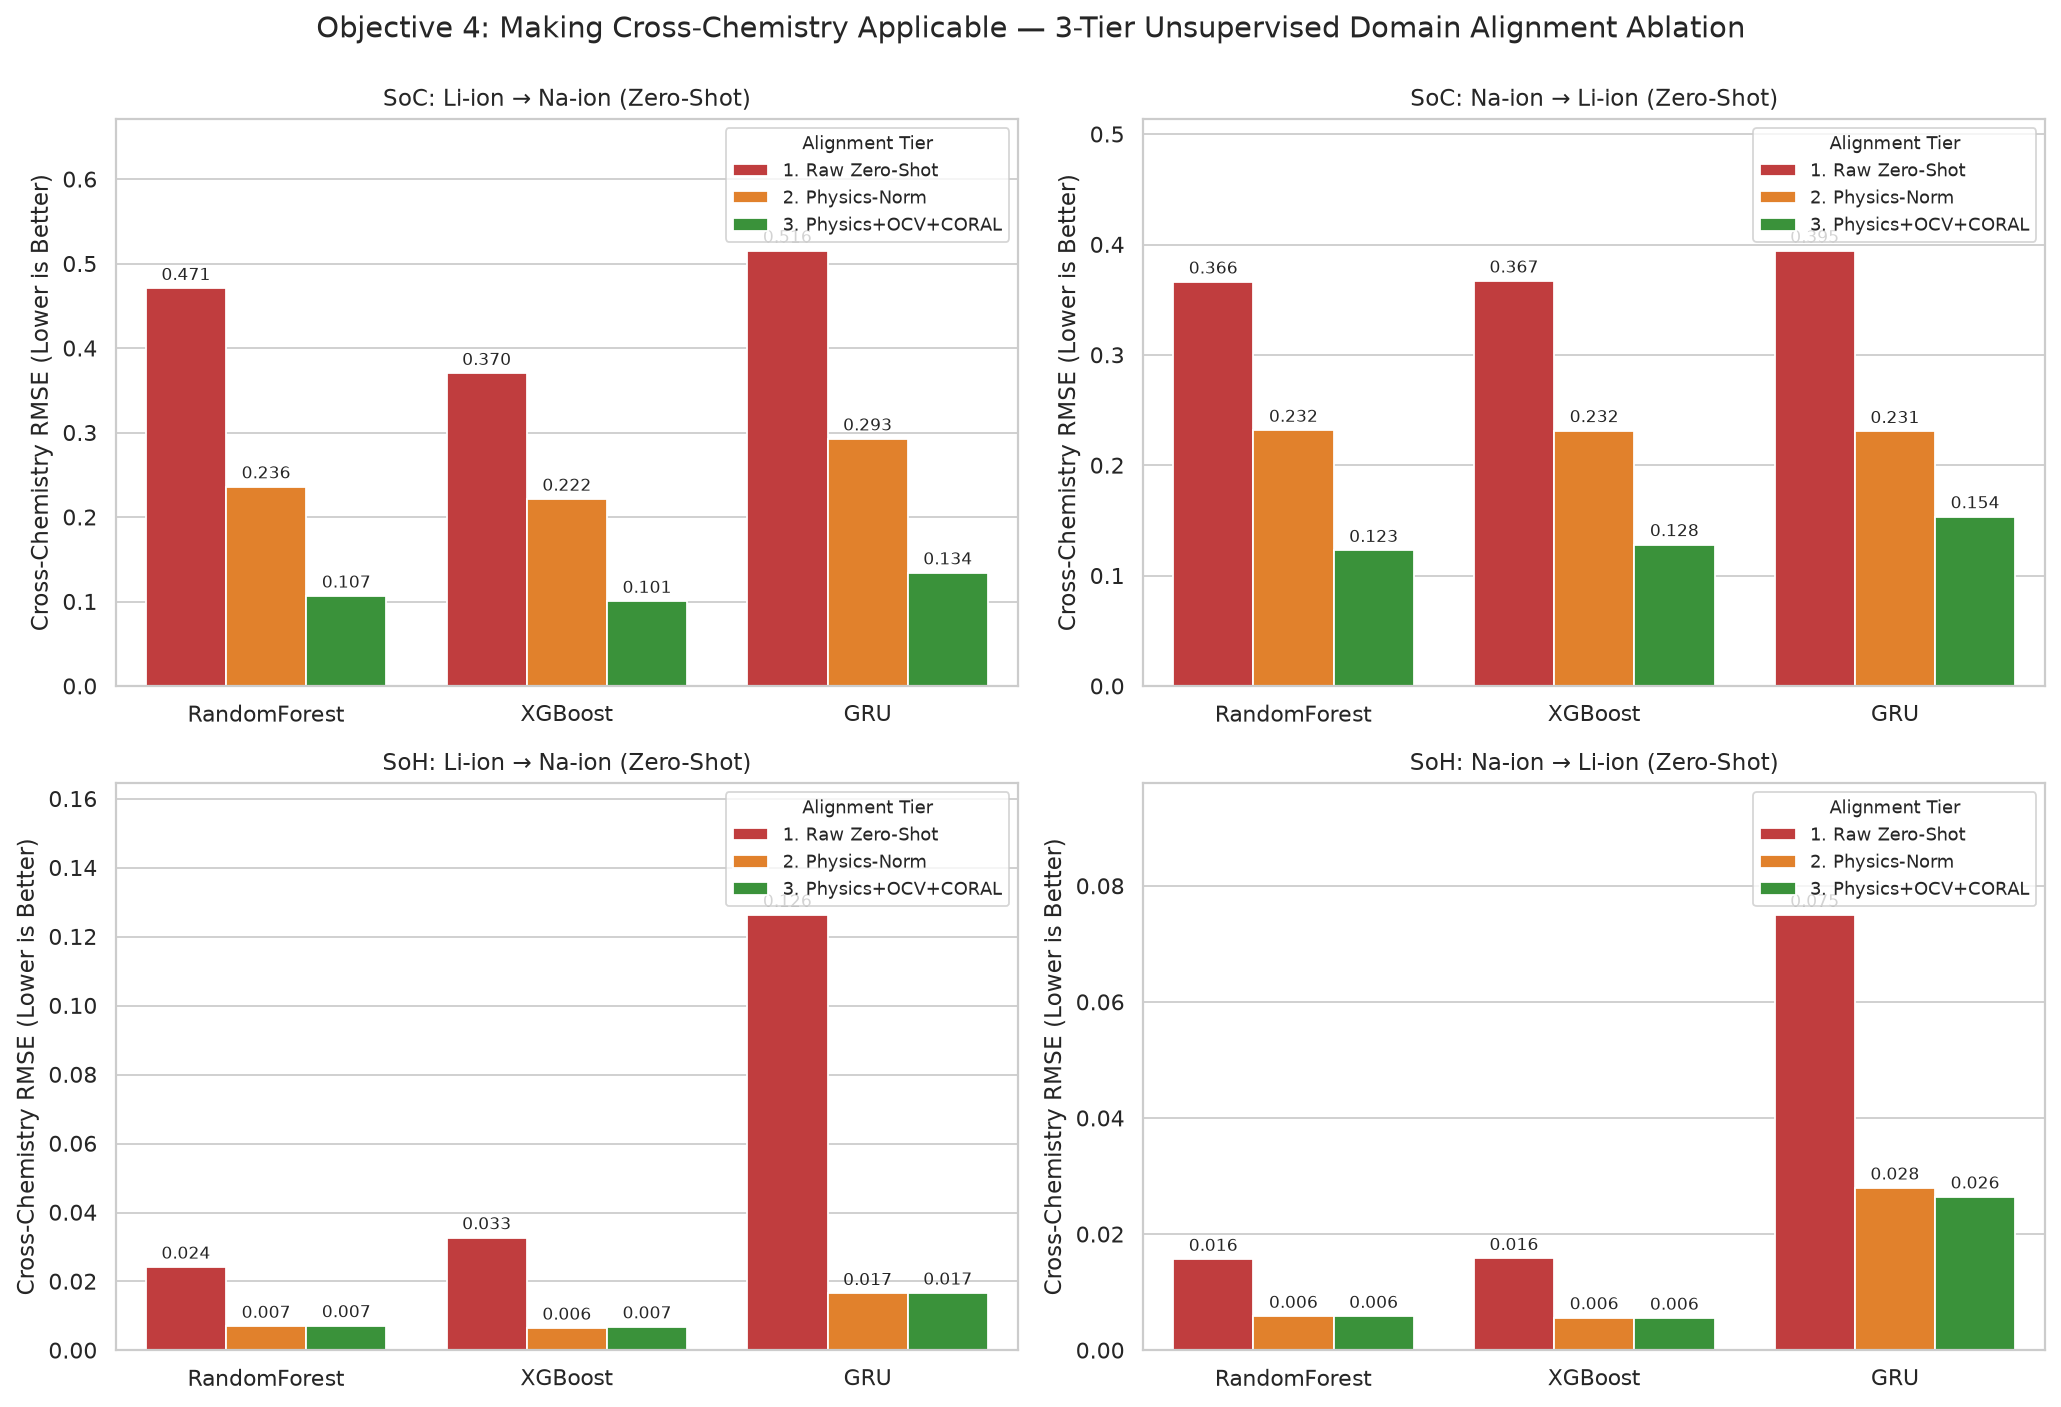 Objective 4: Making Cross-Chemistry Applicable — 3-Tier Unsupervised Domain Alignment Ablation
SoC: Li-ion → Na-ion (Zero-Shot)
Cross-Chemistry RMSE (Lower is Better)
0.6
0.5
0.4
0.3
0.2
0.1
0.0
Alignment Tier
1. Raw Zero-Shot
2. Physics-Norm
3. Physics+OCV+CORAL
0.471
0.236
0.107
0.370
0.222
0.101
0.516
0.293
0.134
RandomForest
XGBoost
GRU
SoC: Na-ion → Li-ion (Zero-Shot)
Cross-Chemistry RMSE (Lower is Better)
0.5
0.4
0.3
0.2
0.1
0.0
Alignment Tier
1. Raw Zero-Shot
2. Physics-Norm
3. Physics+OCV+CORAL
0.366
0.232
0.123
0.367
0.232
0.128
0.395
0.231
0.154
RandomForest
XGBoost
GRU
SoH: Li-ion → Na-ion (Zero-Shot)
Cross-Chemistry RMSE (Lower is Better)
0.16
0.14
0.12
0.10
0.08
0.06
0.04
0.02
0.00
Alignment Tier
1. Raw Zero-Shot
2. Physics-Norm
3. Physics+OCV+CORAL
0.024
0.007
0.007
0.033
0.006
0.007
0.126
0.017
0.017
RandomForest
XGBoost
GRU
SoH: Na-ion → Li-ion (Zero-Shot)
Cross-Chemistry RMSE (Lower is Better)
0.08
0.06
0.04
0.02
0.00
Alignment Tier
1. Raw Zero-Shot
2. Physics-Norm
3. Physics+OCV+CORAL
0.016
0.006
0.006
0.016
0.006
0.006
0.075
0.028
0.026
RandomForest
XGBoost
GRU